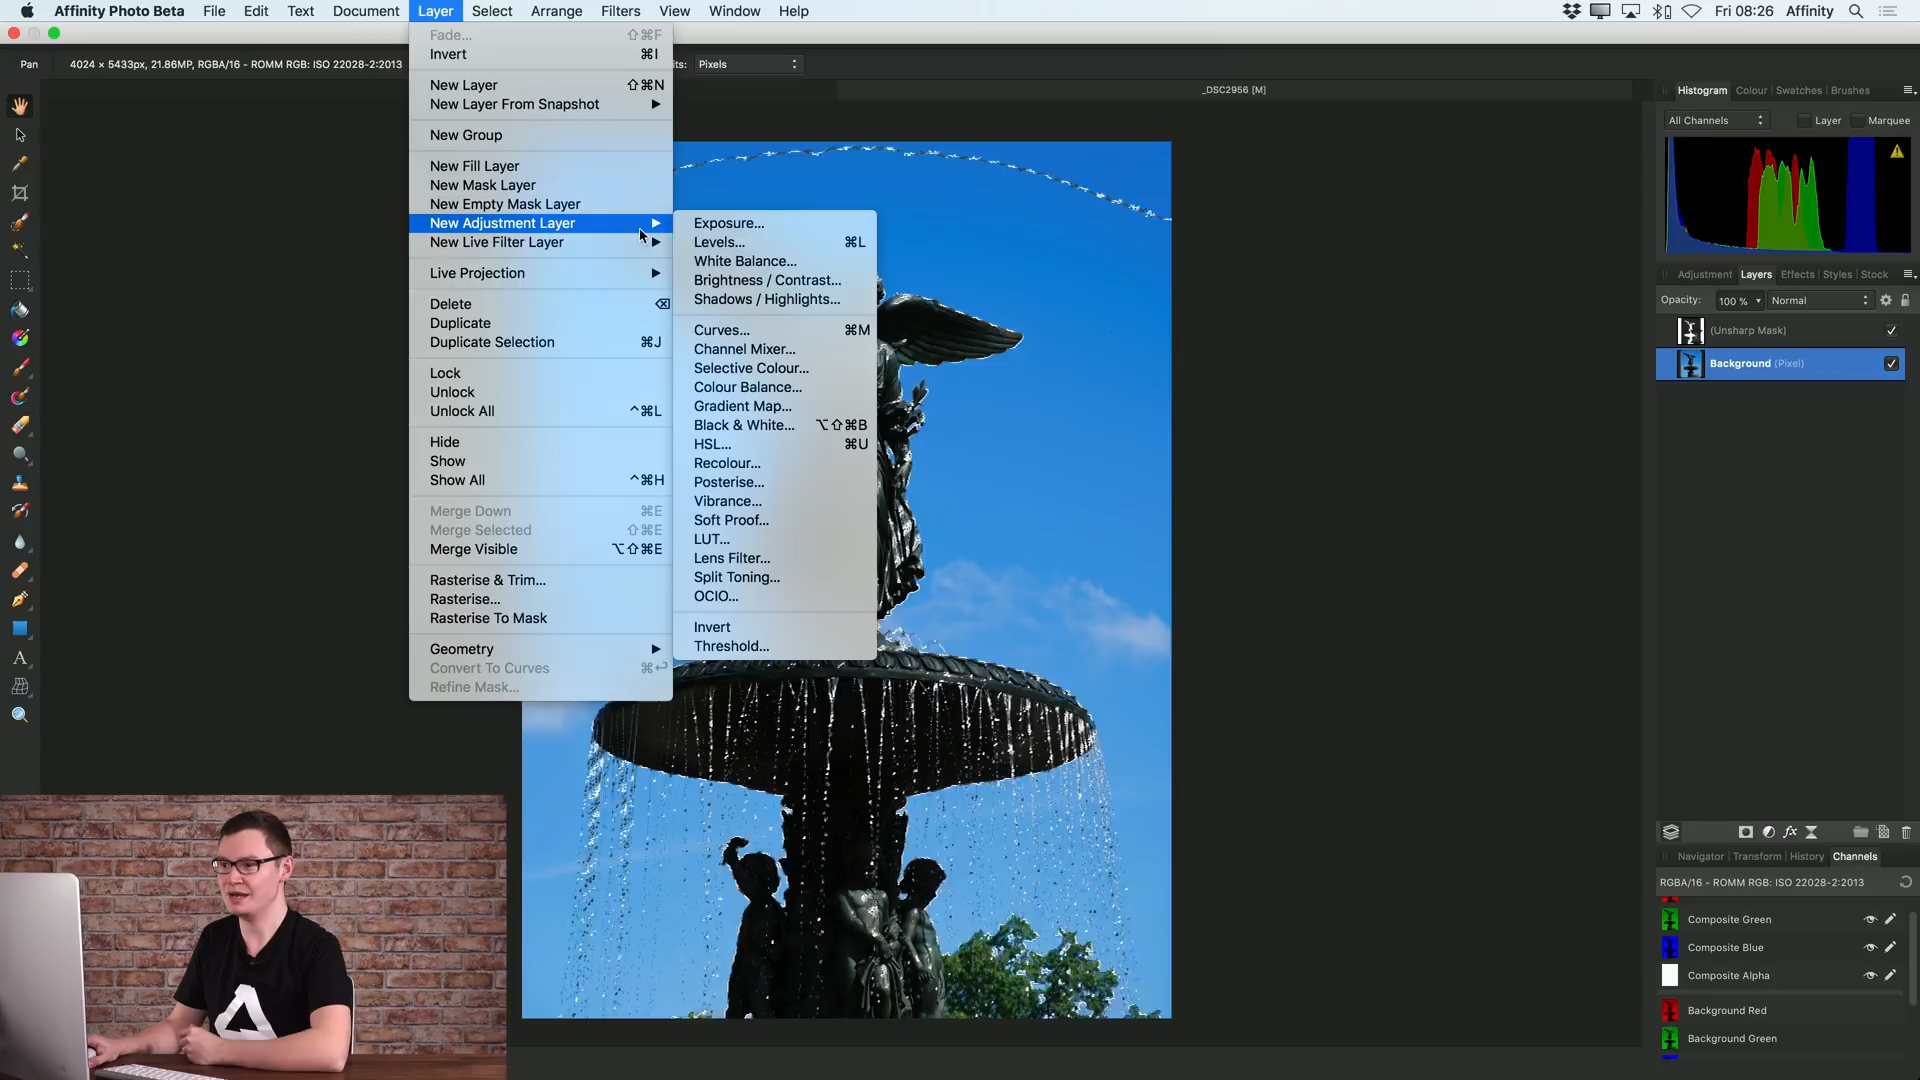 Affinity Photo Beta File Edit Text Document Layer Select Arrange Filters View Window Help
Fri 08:26 Affinity
Pan 4024 × 5433px, 21.86MP, RGBA/16 - ROMM RGB: ISO 22028-2:2013
its: Pixels
_DSC2956 [M]
Fade... ⇧⌘F
Invert ⌘I
New Layer ⇧⌘N
New Layer From Snapshot
New Group
New Fill Layer
New Mask Layer
New Empty Mask Layer
New Adjustment Layer
New Live Filter Layer
Live Projection
Delete ⌫
Duplicate
Duplicate Selection ⌘J
Lock
Unlock
Unlock All ^⌘L
Hide
Show
Show All ^⌘H
Merge Down ⌘E
Merge Selected ⇧⌘E
Merge Visible ⌥⇧⌘E
Rasterise & Trim...
Rasterise...
Rasterise To Mask
Geometry
Convert To Curves ⌘↩
Refine Mask...
Exposure...
Levels... ⌘L
White Balance...
Brightness / Contrast...
Shadows / Highlights...
Curves... ⌘M
Channel Mixer...
Selective Colour...
Colour Balance...
Gradient Map...
Black & White... ⌥⇧⌘B
HSL... ⌘U
Recolour...
Posterise...
Vibrance...
Soft Proof...
LUT...
Lens Filter...
Split Toning...
OCIO...
Invert
Threshold...
Histogram Colour Swatches Brushes
All Channels Layer Marquee
Adjustment Layers Effects Styles Stock
Opacity: 100 % Normal
(Unsharp Mask)
Background (Pixel)
fx
Navigator Transform History Channels
RGBA/16 - ROMM RGB: ISO 22028-2:2013
Composite Green
Composite Blue
Composite Alpha
Background Red
Background Green